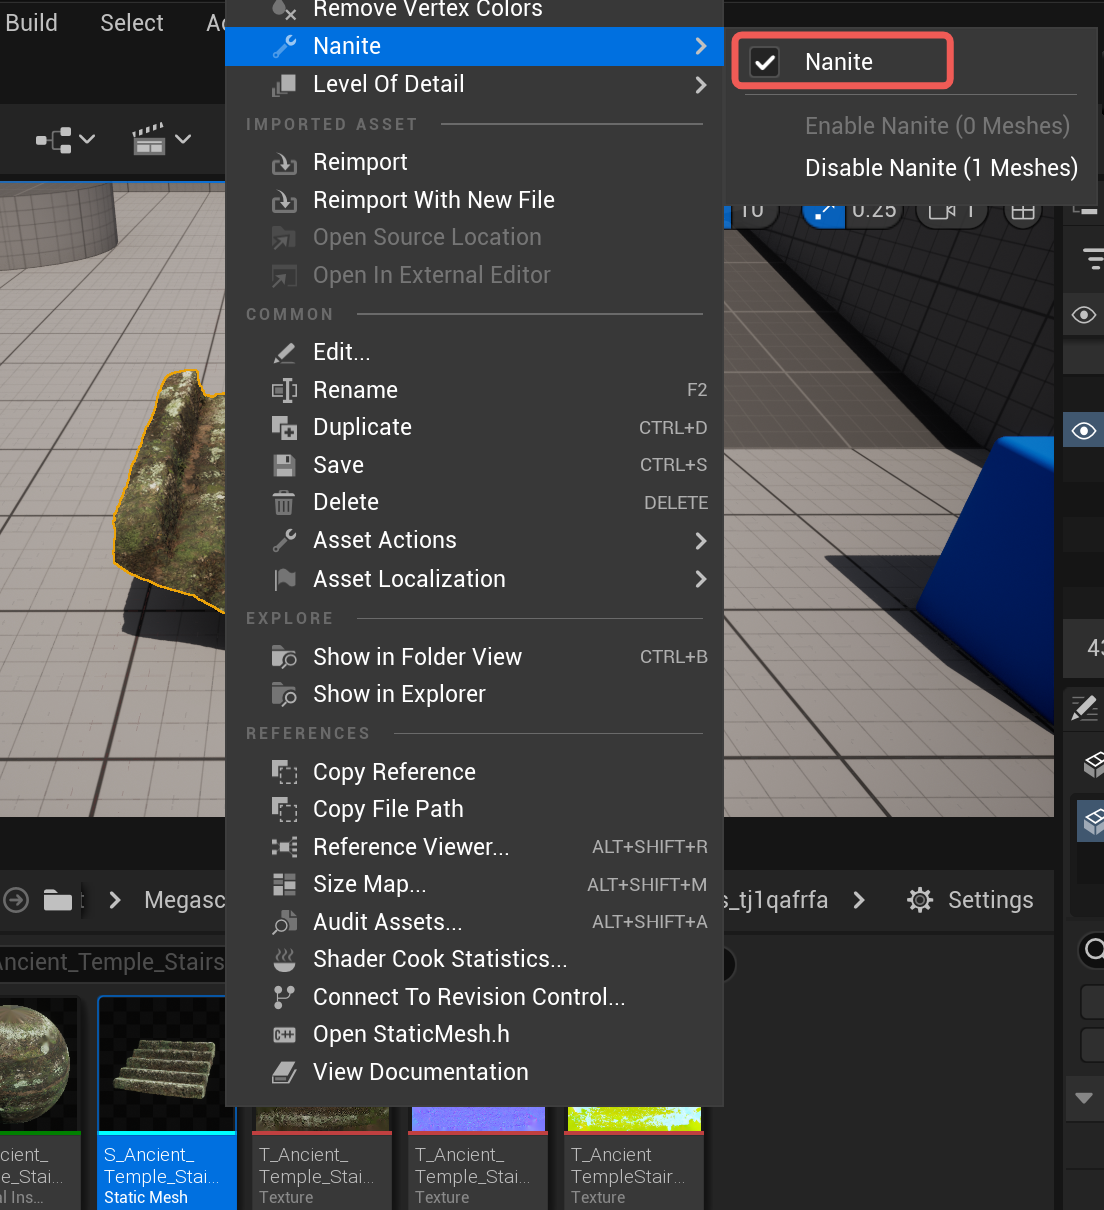 Build Select
Remove Vertex Colors
Nanite
Level Of Detail
Nanite
Enable Nanite (0 Meshes)
Disable Nanite (1 Meshes)
10 0.25 1
IMPORTED ASSET
Reimport
Reimport With New File
Open Source Location
Open In External Editor
COMMON
Edit...
Rename F2
Duplicate CTRL+D
Save CTRL+S
Delete DELETE
Asset Actions
Asset Localization
EXPLORE
Show in Folder View CTRL+B
Show in Explorer
REFERENCES
Copy Reference
Copy File Path
Reference Viewer... ALT+SHIFT+R
Size Map... ALT+SHIFT+M
Audit Assets... ALT+SHIFT+A
Shader Cook Statistics...
Connect To Revision Control...
C++ Open StaticMesh.h
View Documentation
Megasc
s_tj1qafrfa Settings
Ancient_Temple_Stairs
cient_
e_Stai...
l Ins...
S_Ancient_
Temple_Stai...
Static Mesh
T_Ancient_
Temple_Stai...
Texture
T_Ancient_
Temple_Stai...
Texture
T_Ancient
TempleStair...
Texture